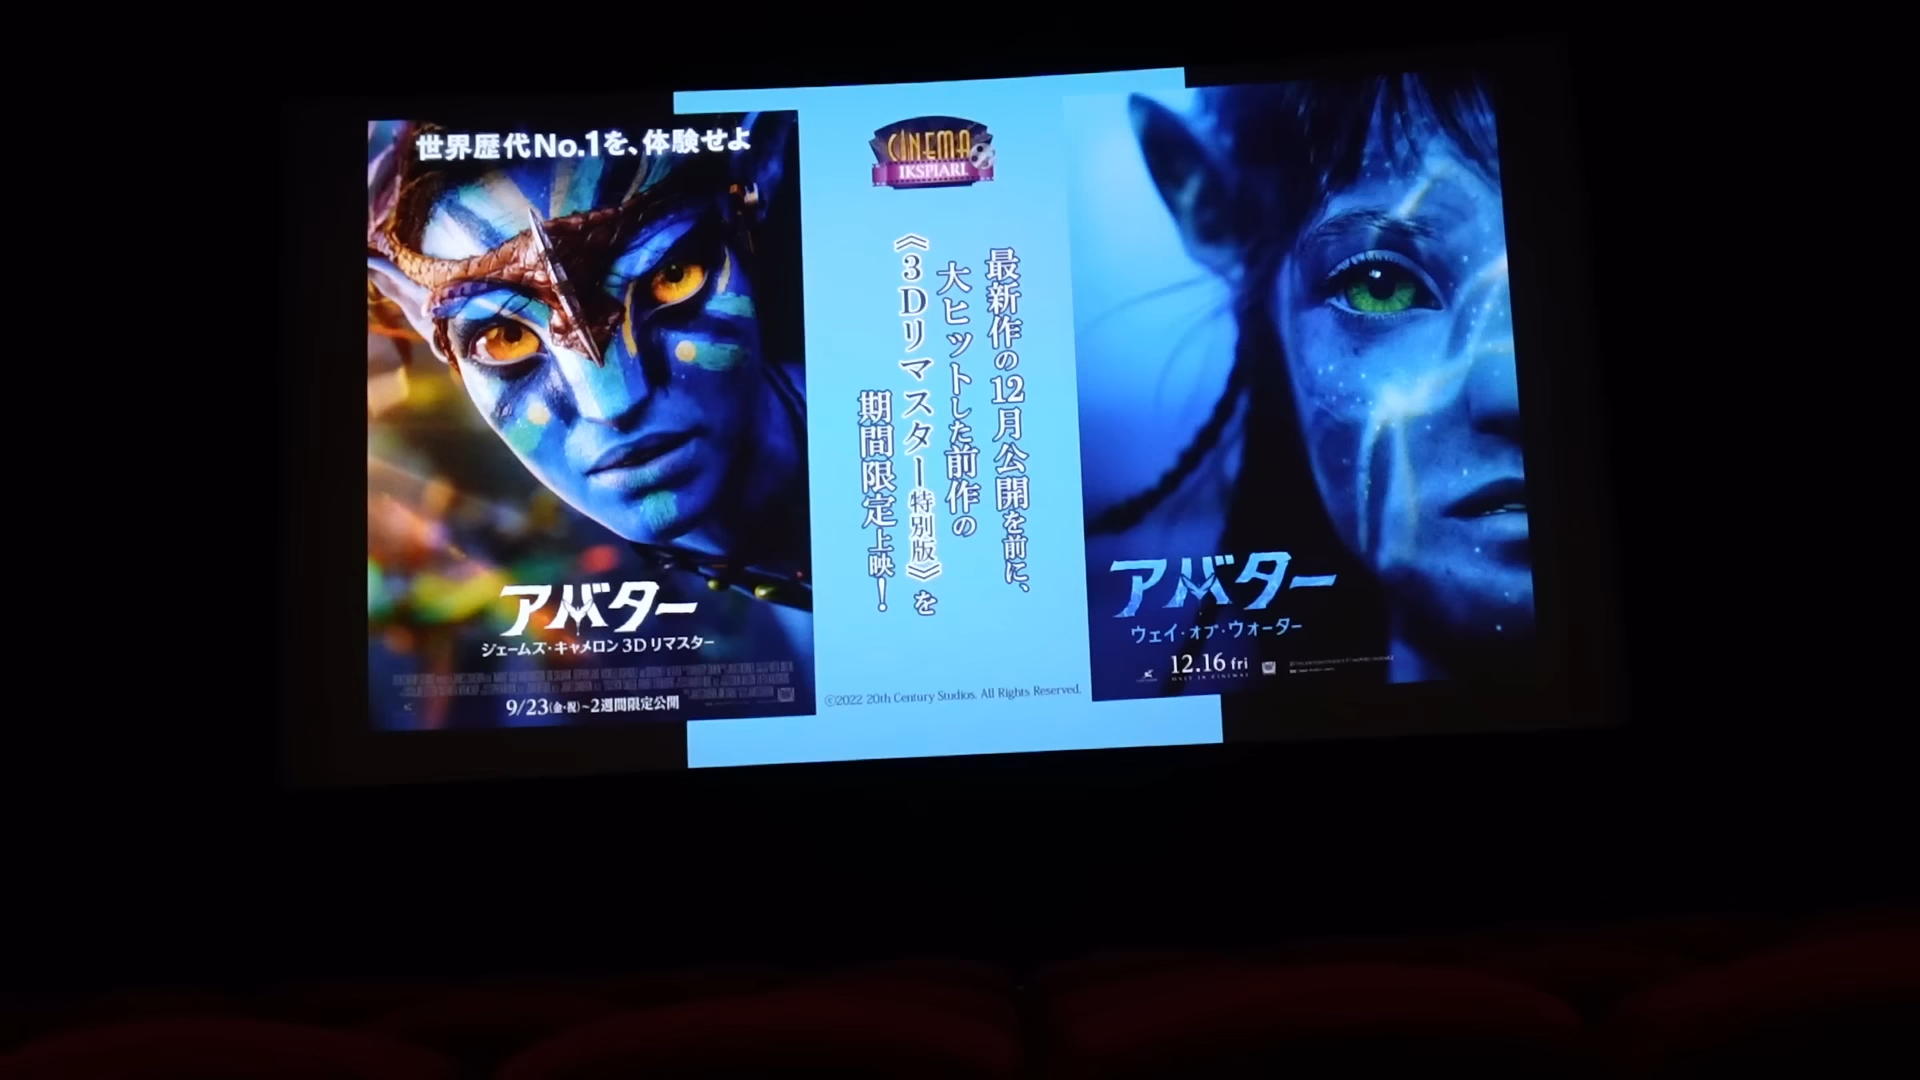 世界歴代No.1を、体験せよ
アバター
ジェームズ・キャメロン 3D リマスター
9/23(金・祝)~2週間限定公開
CINEMA
IKSPIARI
最新作の12月公開を前に、
大ヒットした前作の
《3Dリマスター特別版》を
期間限定上映!
©2022 20th Century Studios. All Rights Reserved.
アバター
ウェイ・オブ・ウォーター
12.16 fri
ONLY IN CINEMAS